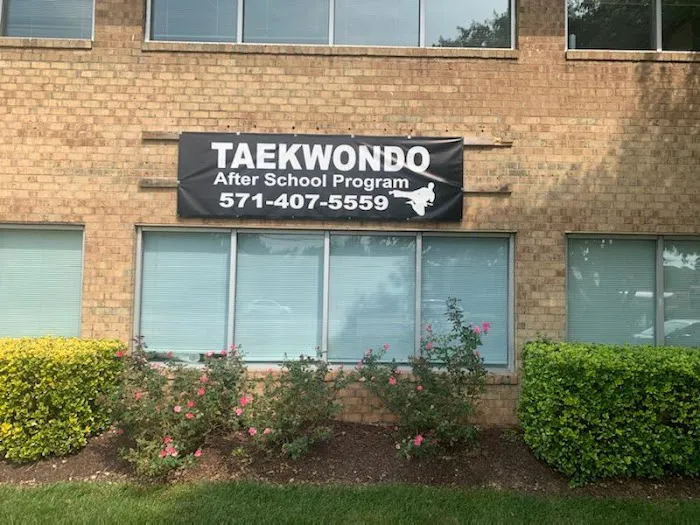 TAEKWONDO
After School Program
571-407-5559